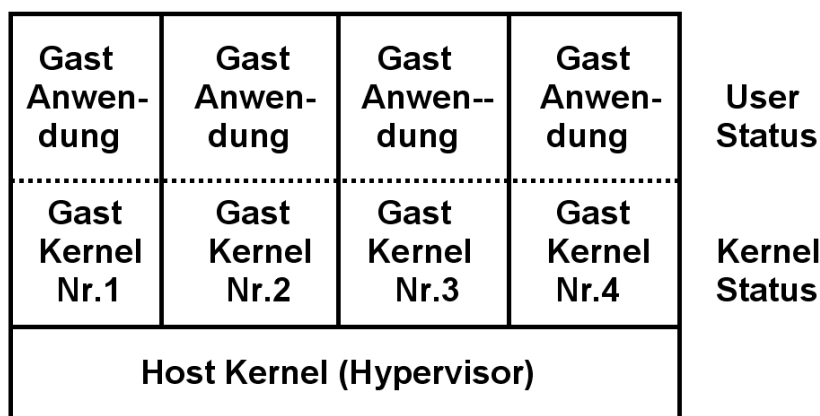 Gast
Anwen-
dung
Gast
Anwen-
dung
Gast
Anwen--
dung
Gast
Anwen-
dung
User
Status
Gast
Kernel
Nr.1
Gast
Kernel
Nr.2
Gast
Kernel
Nr.3
Gast
Kernel
Nr.4
Kernel
Status
Host Kernel (Hypervisor)